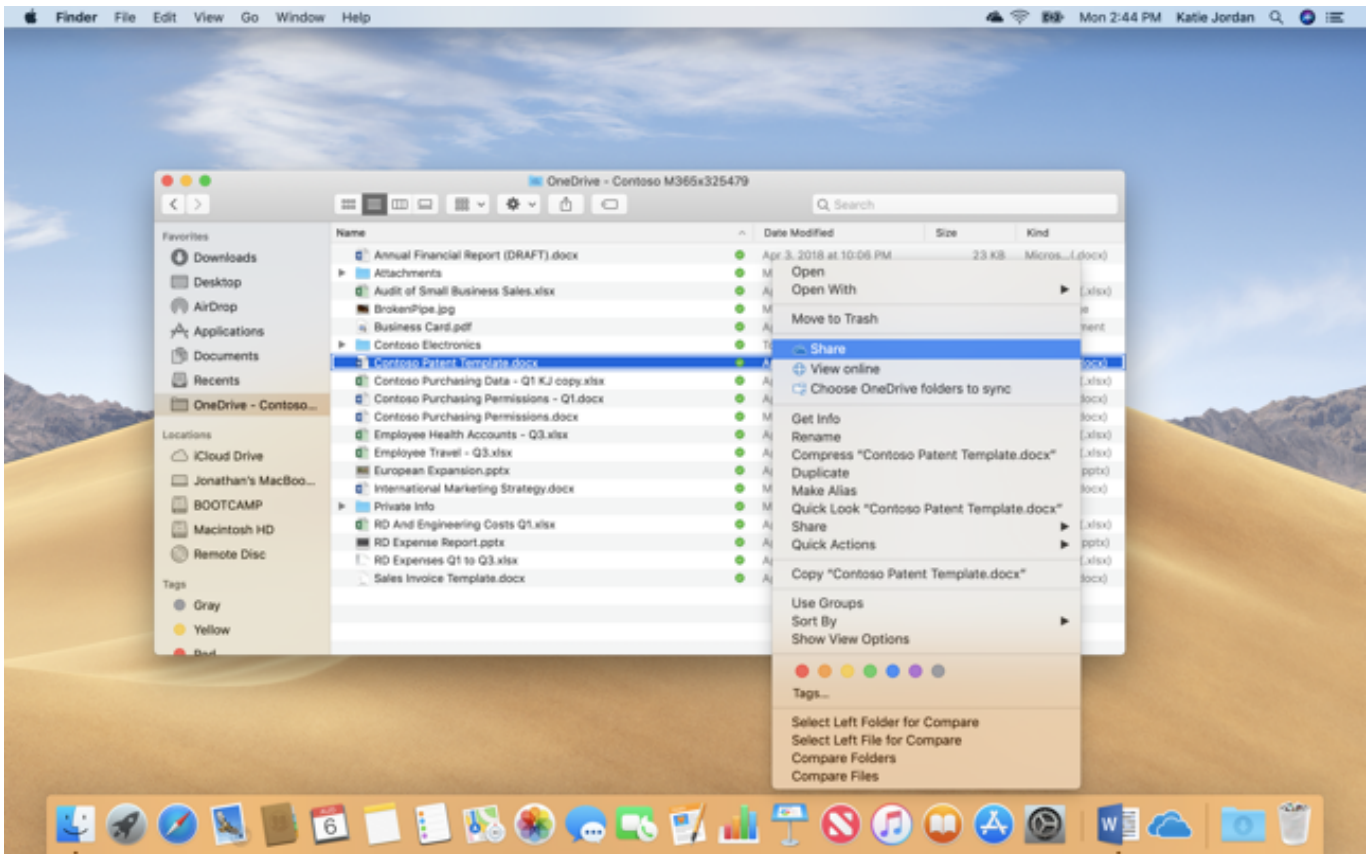 Finder File Edit View Go Window Help Mon 2:44 PM Katie Jordan
OneDrive - Contoso M365x325479
Search
Favorites
Downloads
Desktop
AirDrop
Applications
Documents
Recents
OneDrive - Contoso...
Locations
iCloud Drive
Jonathan's MacBoo...
BOOTCAMP
Macintosh HD
Remote Disc
Tags
Gray
Yellow
Red
Name Date Modified Size Kind
Annual Financial Report (DRAFT).docx Apr 3, 2018 at 10:06 PM 23 KB Micros...(.docx)
Attachments
Audit of Small Business Sales.xlsx
BrokenPipe.jpg
Business Card.pdf
Contoso Electronics
Contoso Patent Template.docx
Contoso Purchasing Data - Q1 KJ copy.xlsx
Contoso Purchasing Permissions - Q1.docx
Contoso Purchasing Permissions.docx
Employee Health Accounts - Q3.xlsx
Employee Travel - Q3.xlsx
European Expansion.pptx
International Marketing Strategy.docx
Private Info
RD And Engineering Costs Q1.xlsx
RD Expense Report.pptx
RD Expenses Q1 to Q3.xlsx
Sales Invoice Template.docx
Open
Open With
Move to Trash
Share
View online
Choose OneDrive folders to sync
Get Info
Rename
Compress “Contoso Patent Template.docx”
Duplicate
Make Alias
Quick Look “Contoso Patent Template.docx”
Share
Quick Actions
Copy “Contoso Patent Template.docx”
Use Groups
Sort By
Show View Options
Tags...
Select Left Folder for Compare
Select Left File for Compare
Compare Folders
Compare Files
6
W